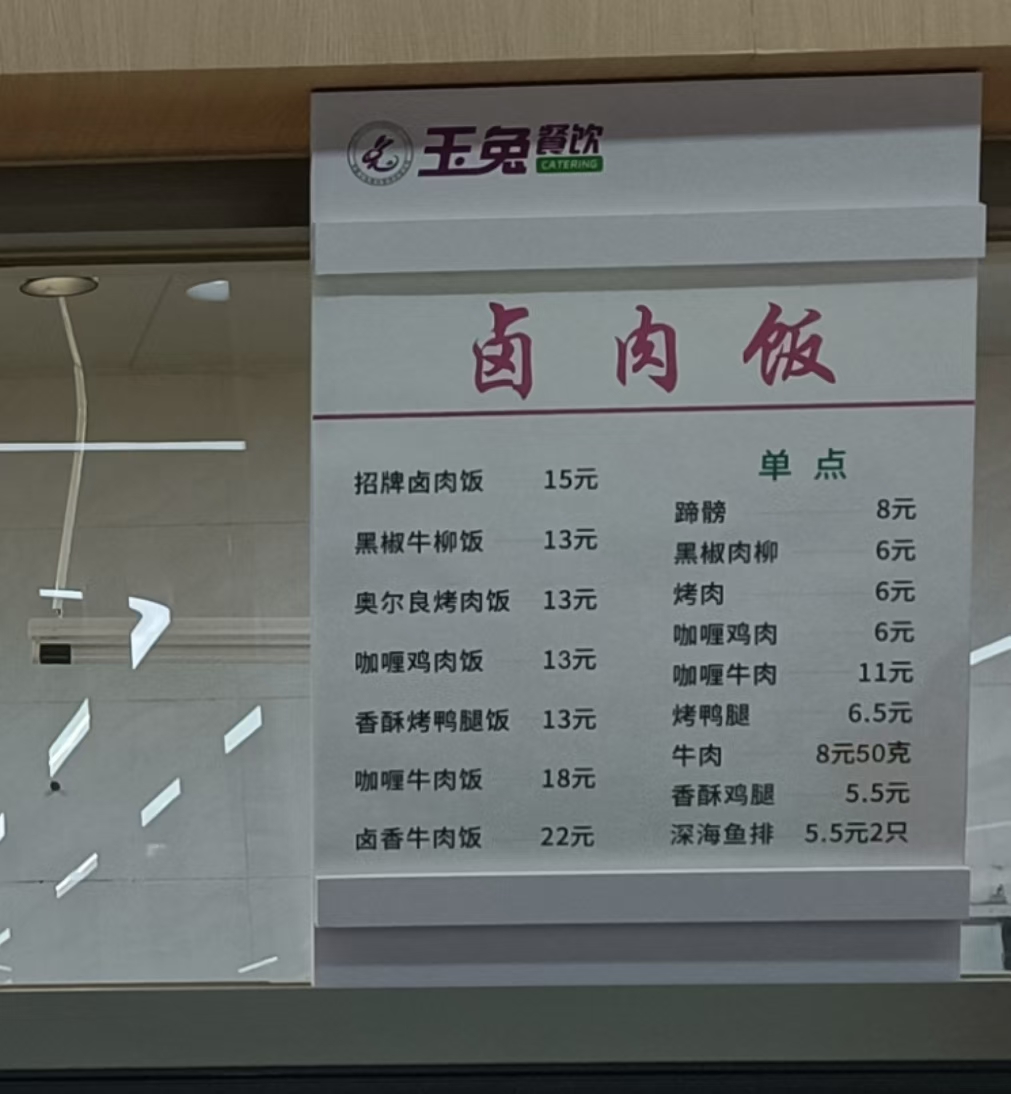 玉兔餐饮
CATERING
卤肉饭
招牌卤肉饭 15元
黑椒牛柳饭 13元
奥尔良烤肉饭 13元
咖喱鸡肉饭 13元
香酥烤鸭腿饭 13元
咖喱牛肉饭 18元
卤香牛肉饭 22元
单点
蹄髈 8元
黑椒肉柳 6元
烤肉 6元
咖喱鸡肉 6元
咖喱牛肉 11元
烤鸭腿 6.5元
牛肉 8元50克
香酥鸡腿 5.5元
深海鱼排 5.5元2只